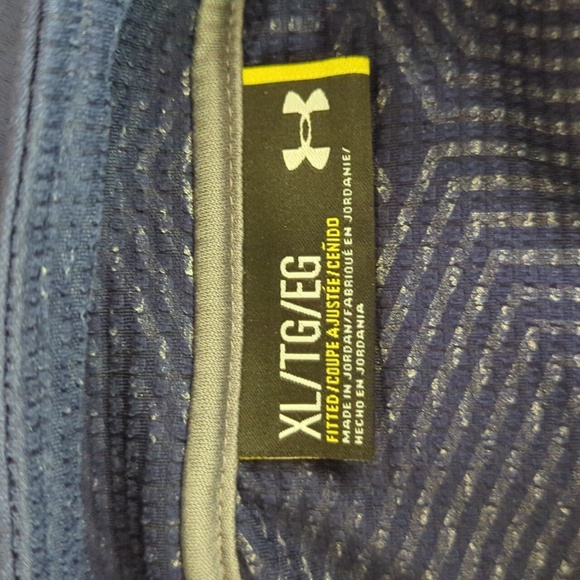 XL/TG/EG
FITTED/COUPE AJUSTÉE/CEÑIDO
MADE IN JORDAN/FABRIQUÉ EN JORDANIE/
HECHO EN JORDANIA